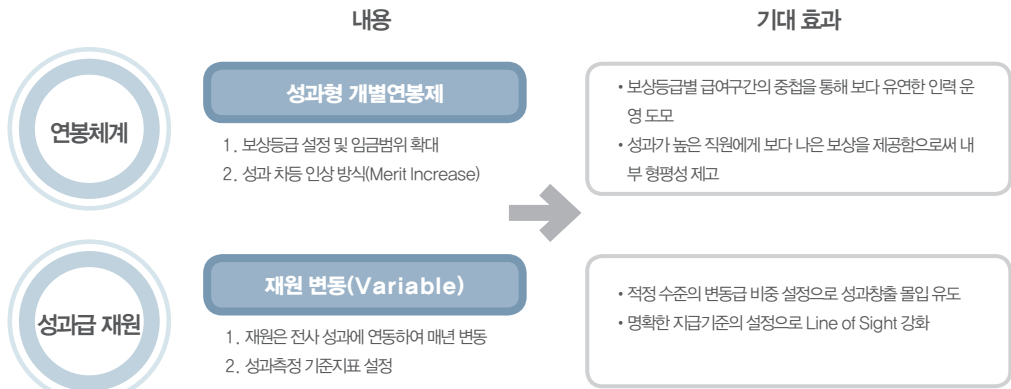 내용
기대 효과
연봉체계
성과형 개별연봉제
1. 보상등급 설정 및 임금범위 확대
2. 성과 차등 인상 방식(Merit Increase)
• 보상등급별 급여구간의 중첩을 통해 보다 유연한 인력 운
영 도모
• 성과가 높은 직원에게 보다 나은 보상을 제공함으로써 내
부 형평성 제고
성과급 재원
재원 변동(Variable)
1. 재원은 전사 성과에 연동하여 매년 변동
2. 성과측정 기준지표 설정
• 적정 수준의 변동급 비중 설정으로 성과창출 몰입 유도
• 명확한 지급기준의 설정으로 Line of Sight 강화